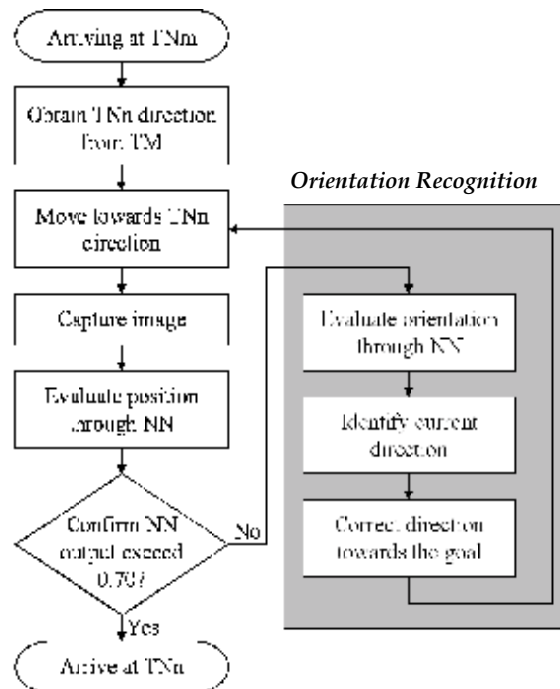 Arriving at TNm
Obtain TNn direction
from TM
Orientation Recognition
Move towards TNn
direction
Capture image
Evaluate orientation
through NN
Evaluate position
through NN
Identify current
direction
Confirm NN
output exceed
0.70?
No
Correct direction
towards the goal
Yes
Arrive at TNn